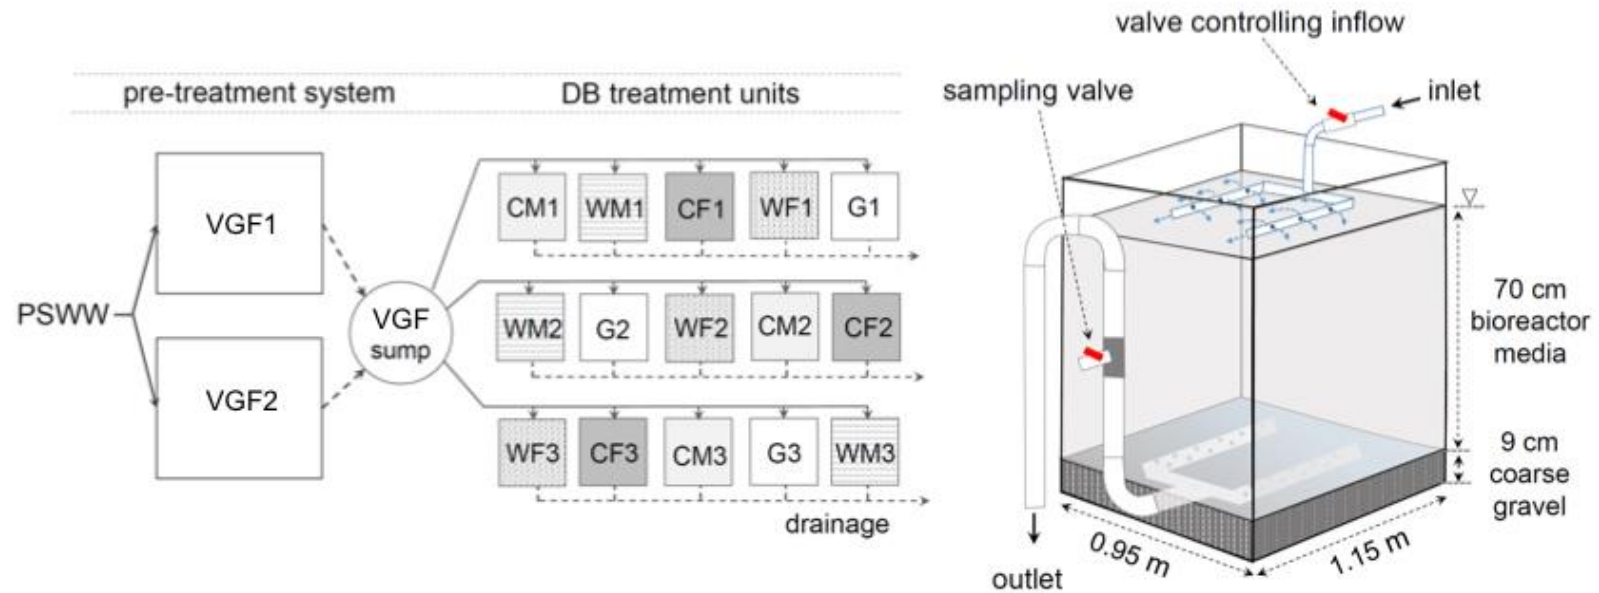 pre-treatment system
DB treatment units
PSWW
VGF1
VGF2
VGF
sump
CM1
WM1
CF1
WF1
G1
WM2
G2
WF2
CM2
CF2
WF3
CF3
CM3
G3
WM3
drainage
valve controlling inflow
sampling valve
inlet
70 cm
bioreactor
media
9 cm
coarse
gravel
0.95 m
1.15 m
outlet